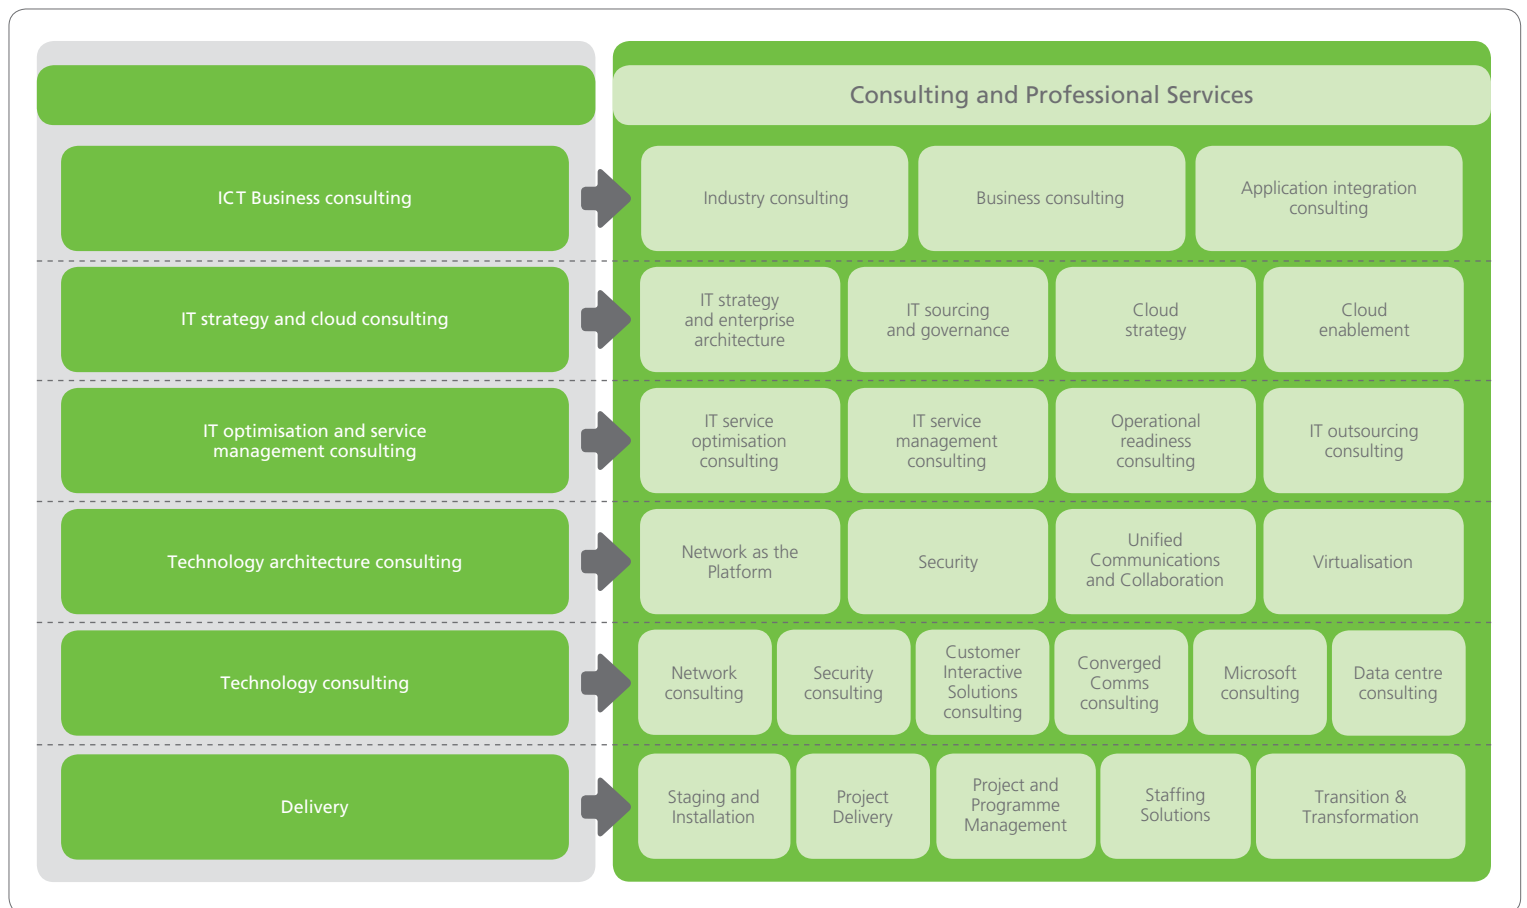 Consulting and Professional Services
ICT Business consulting
Industry consulting
Business consulting
Application integration
consulting
IT strategy and cloud consulting
IT strategy
and enterprise
architecture
IT sourcing
and governance
Cloud
strategy
Cloud
enablement
IT optimisation and service
management consulting
IT service
optimisation
consulting
IT service
management
consulting
Operational
readiness
consulting
IT outsourcing
consulting
Technology architecture consulting
Network as the
Platform
Security
Unified
Communications
and Collaboration
Virtualisation
Technology consulting
Network
consulting
Security
consulting
Customer
Interactive
Solutions
consulting
Converged
Comms
consulting
Microsoft
consulting
Data centre
consulting
Delivery
Staging and
Installation
Project
Delivery
Project and
Programme
Management
Staffing
Solutions
Transition &
Transformation